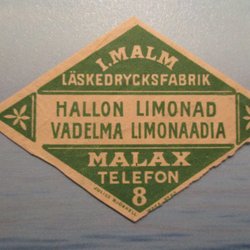 I. MALM
LÄSKEDRYCKSFABRIK
HALLON LIMONAD
VADELMA LIMONAADIA
MALAX
TELEFON
8